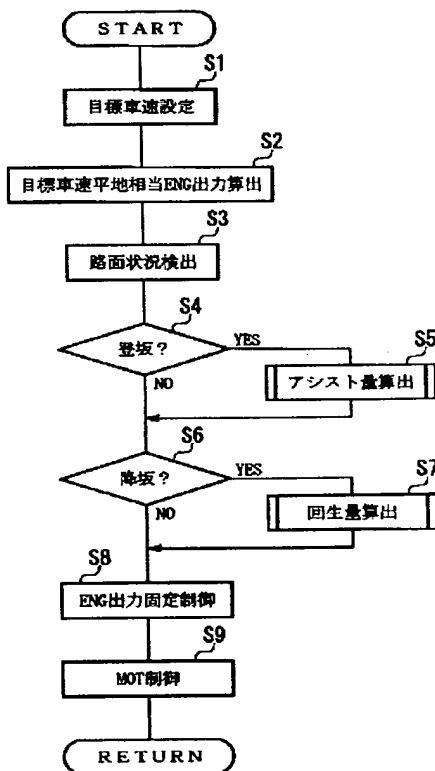 START
S1
目標車速設定
S2
目標車速平地相当ENG出力算出
S3
路面状況検出
S4
登坂?
YES
S5
アシスト量算出
NO
S6
降坂?
YES
S7
回生量算出
NO
S8
ENG出力固定制御
S9
MOT制御
RETURN